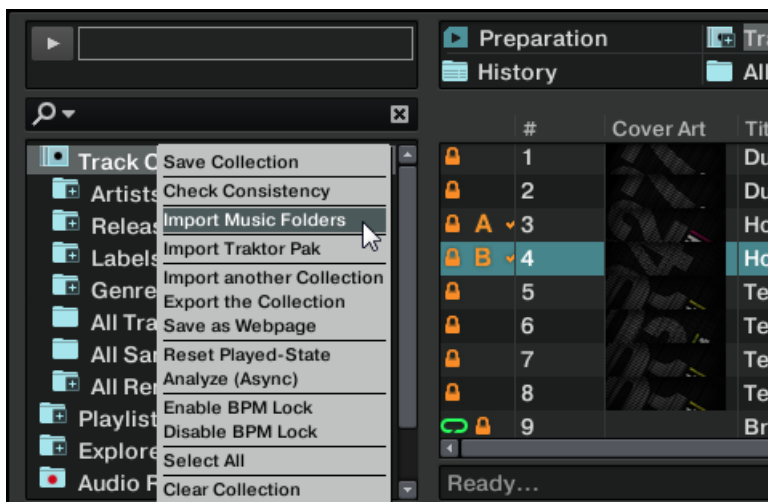 Preparation
Tra
History
All
# Cover Art Tit
Track C
Artists
Releas
Labels
Genre
All Tra
All Sa
All Re
Playlist
Explore
Audio R
Save Collection
Check Consistency
Import Music Folders
Import Traktor Pak
Import another Collection
Export the Collection
Save as Webpage
Reset Played-State
Analyze (Async)
Enable BPM Lock
Disable BPM Lock
Select All
Clear Collection
1 Du
2 Du
A 3 Ho
B 4 Ho
5 Te
6 Te
7 Te
8 Te
9 Br
Ready...